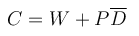 C = W + P\overline{D}